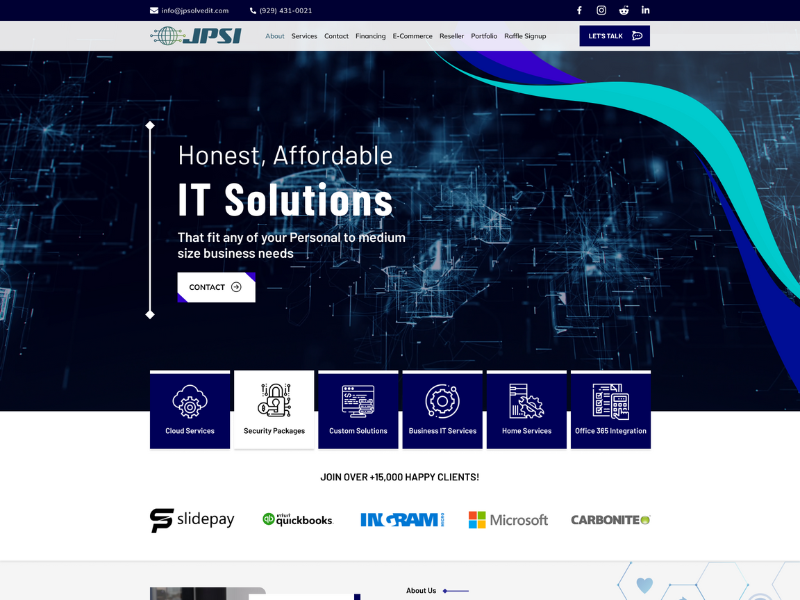 info@jpsolvedit.com
(929) 431-0021
JPSI
About Services Contact Financing E-Commerce Reseller Portfolio Raffle Signup
LET'S TALK
Honest, Affordable
IT Solutions
That fit any of your Personal to medium
size business needs
CONTACT
Cloud Services
Security Packages
Custom Solutions
Business IT Services
Home Services
Office 365 Integration
JOIN OVER +15,000 HAPPY CLIENTS!
slidepay
intuit
quickbooks.
INGRAM
Microsoft
CARBONITE
About Us